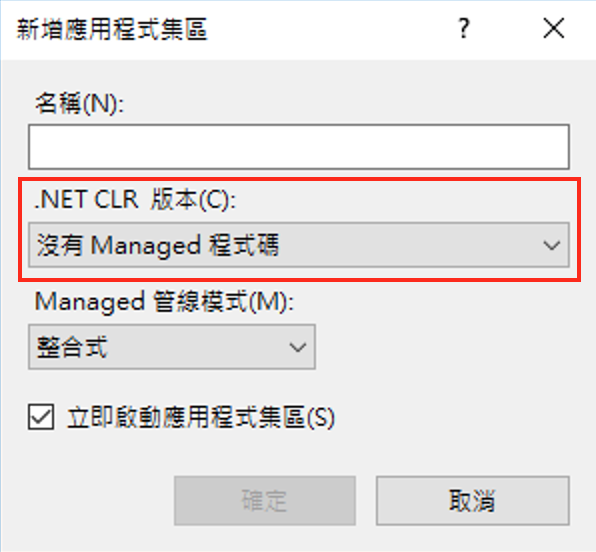 新增應用程式集區 ?
名稱(N):
.NET CLR 版本(C):
沒有 Managed 程式碼
Managed 管線模式(M):
整合式
立即啟動應用程式集區(S)
確定 取消